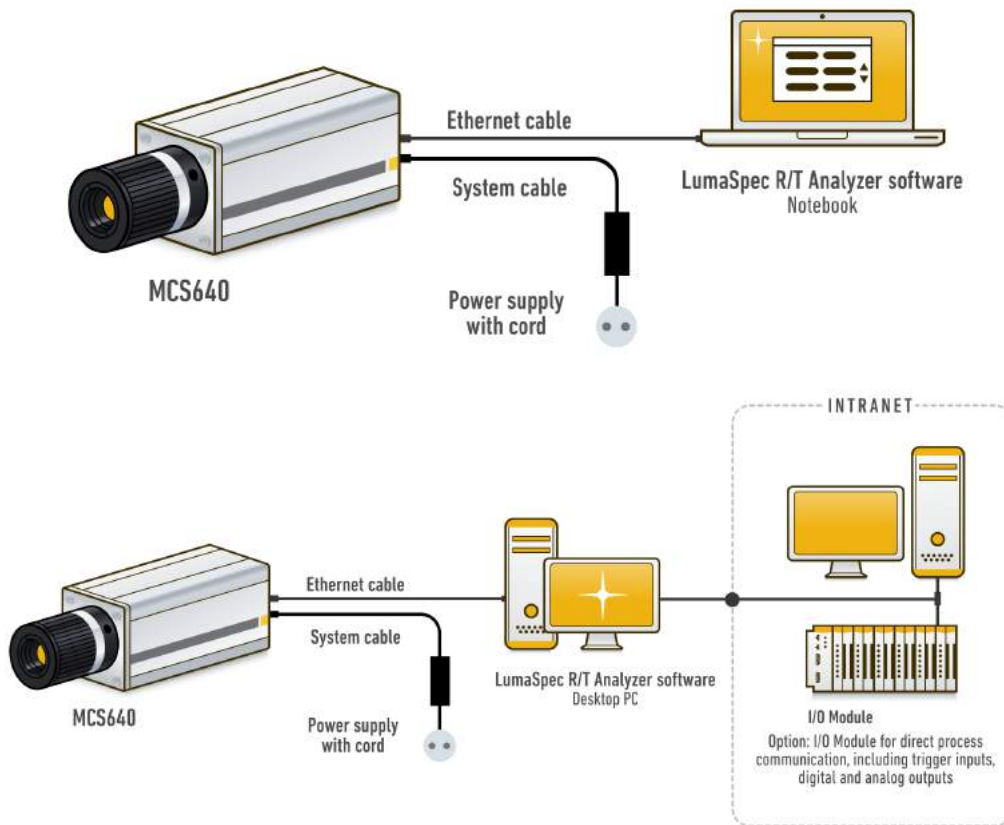 Ethernet cable
System cable
LumaSpec R/T Analyzer software
Notebook
MCS640
Power supply
with cord
INTRANET
Ethernet cable
System cable
LumaSpec R/T Analyzer software
Desktop PC
MCS640
Power supply
with cord
I/O Module
Option: I/O Module for direct process
communication, including trigger inputs,
digital and analog outputs